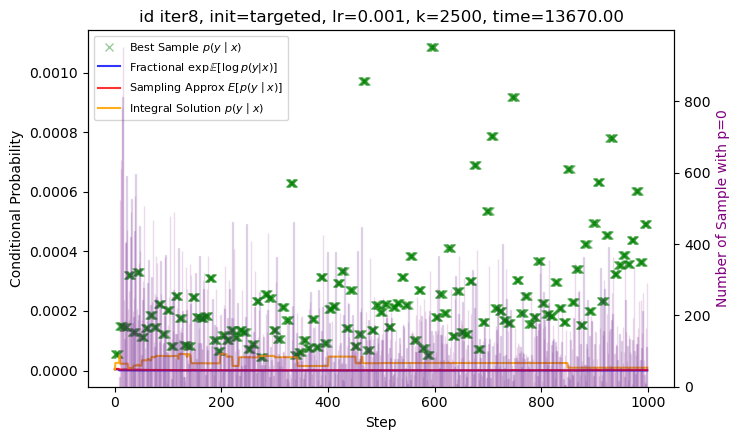 id iter8, init=targeted, lr=0.001, k=2500, time=13670.00
Best Sample p(y | x)
Fractional exp𝔼[log p(y|x)]
Sampling Approx E[p(y | x)]
Integral Solution p(y | x)
Conditional Probability
0.0010
0.0008
0.0006
0.0004
0.0002
0.0000
800
600
400
200
0
Number of Sample with p=0
0 200 400 600 800 1000
Step